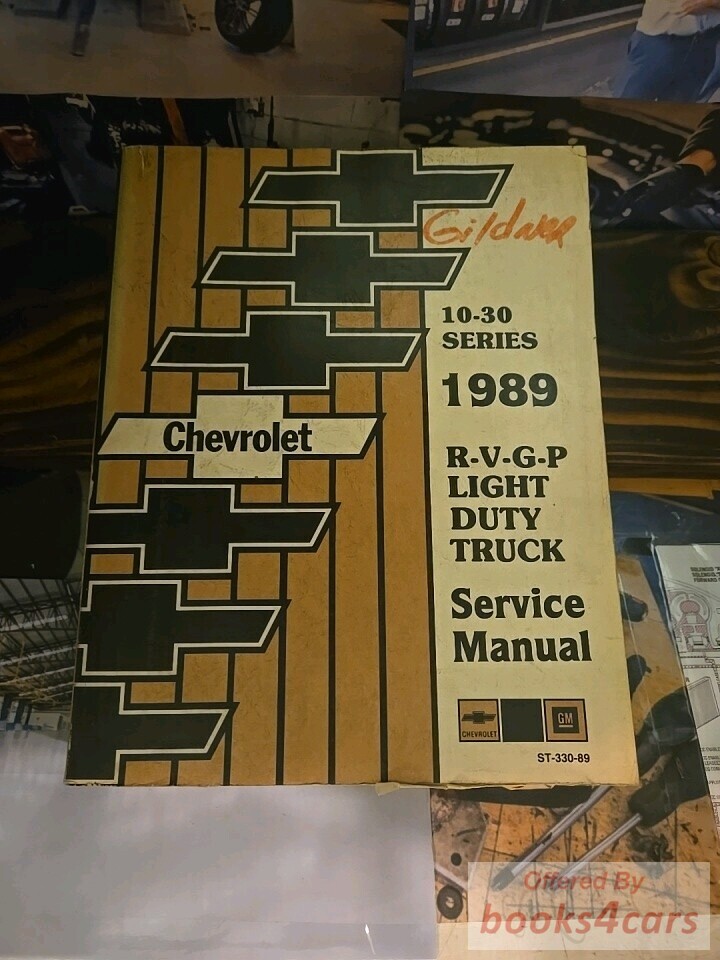 Gildner
10-30
SERIES
1989
Chevrolet
R-V-G-P
LIGHT
DUTY
TRUCK
Service
Manual
CHEVROLET
GM
ST-330-89
Offered By
books4cars